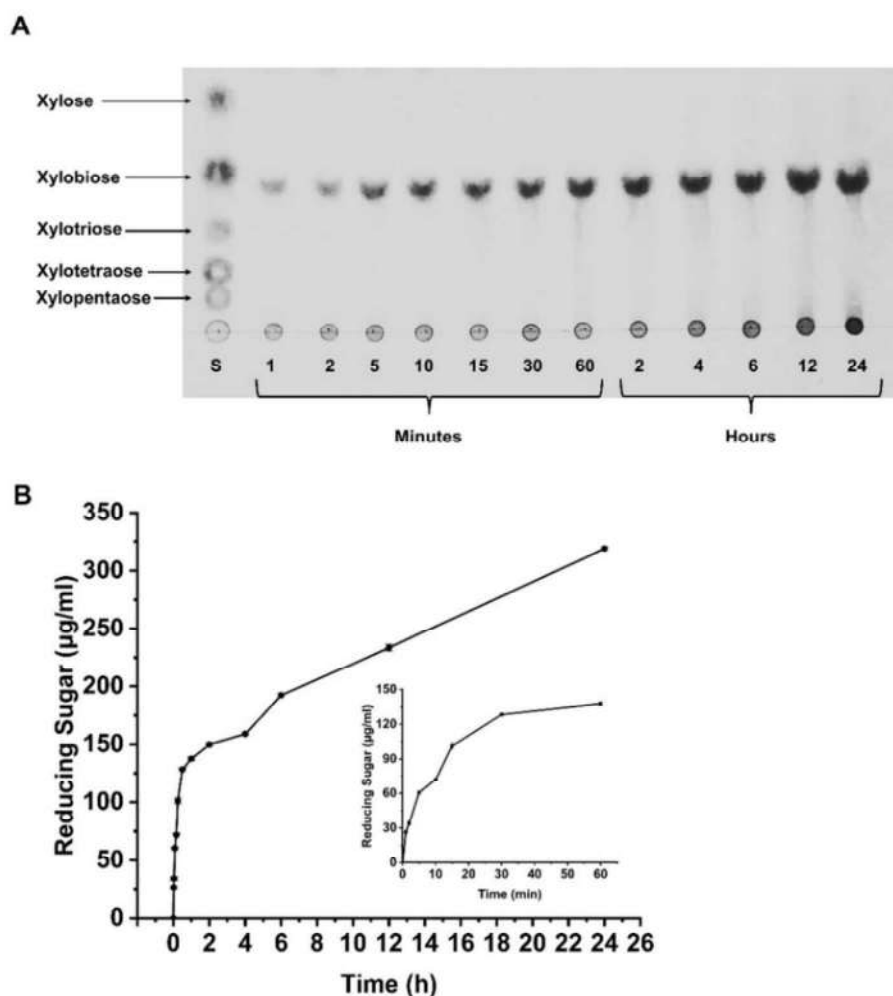 A
Xylose
Xylobiose
Xylotriose
Xylotetraose
Xylopentaose
S 1 2 5 10 15 30 60 2 4 6 12 24
Minutes Hours
B
350
300
250
200
150
100
50
0
Reducing Sugar (µg/ml)
0 2 4 6 8 10 12 14 16 18 20 22 24 26
Time (h)
150
120
90
60
30
0
Reducing Sugar (µg/ml)
0 10 20 30 40 50 60
Time (min)